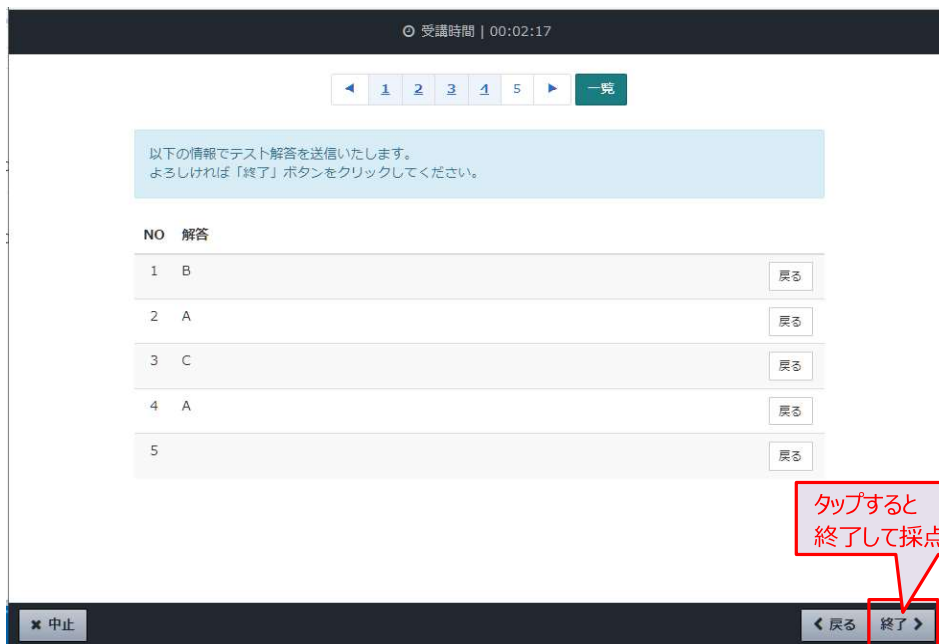 受講時間 | 00:02:17
◀ 1 2 3 4 5 ▶ 一覧
以下の情報でテスト解答を送信いたします。
よろしければ「終了」ボタンをクリックしてください。
NO 解答
1 B 戻る
2 A 戻る
3 C 戻る
4 A 戻る
5 戻る
タップすると
終了して採点
✖ 中止 ❮ 戻る 終了 ❯